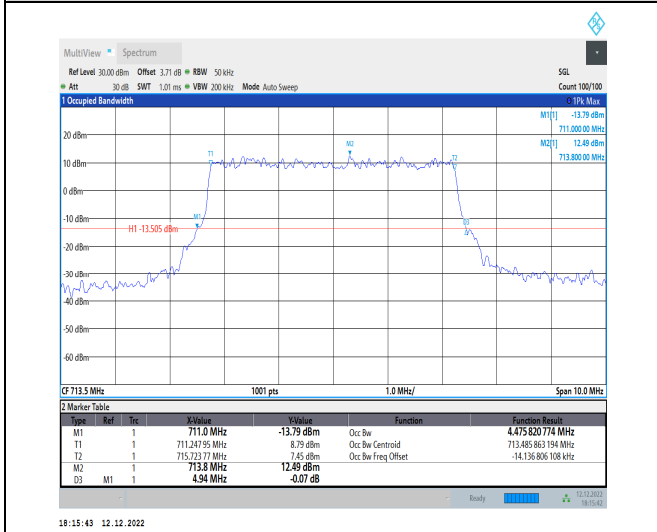 MultiView Spectrum
Ref Level 30.00 dBm Offset 3.71 dB RBW 50 kHz SGL
Att 30 dB SWT 1.01 ms VBW 200 kHz Mode Auto Sweep Count 100/100
1 Occupied Bandwidth 1Pk Max
M1[1] -13.79 dBm
711.000 00 MHz
M2[1] 12.49 dBm
713.800 00 MHz
20 dBm
M2
T1
T2
10 dBm
0 dBm
-10 dBm
M1
D3
H1 -13.505 dBm
-20 dBm
-30 dBm
-40 dBm
-50 dBm
-60 dBm
CF 713.5 MHz 1001 pts 1.0 MHz/ Span 10.0 MHz
2 Marker Table
Type Ref Trc X-Value Y-Value Function Function Result
M1 1 711.0 MHz -13.79 dBm Occ Bw 4.475 820 774 MHz
T1 1 711.247 95 MHz 8.79 dBm Occ Bw Centroid 713.485 863 194 MHz
T2 1 715.723 77 MHz 7.45 dBm Occ Bw Freq Offset -14.136 806 108 kHz
M2 1 713.8 MHz 12.49 dBm
D3 M1 1 4.94 MHz -0.07 dB
Ready 12.12.2022
18:15:43
18:15:43 12.12.2022